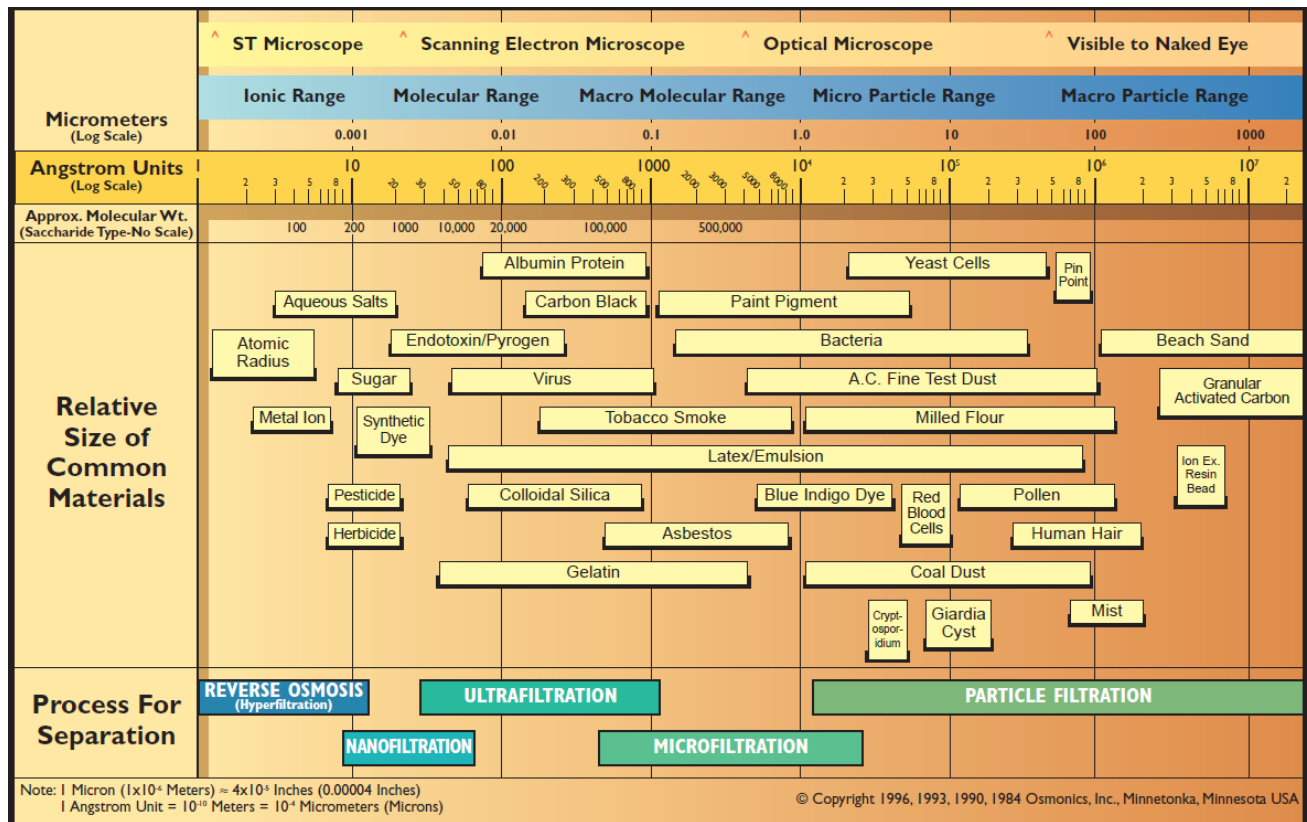 ^ ST Microscope ^ Scanning Electron Microscope ^ Optical Microscope ^ Visible to Naked Eye
Ionic Range Molecular Range Macro Molecular Range Micro Particle Range Macro Particle Range
Micrometers
(Log Scale)
0.001 0.01 0.1 1.0 10 100 1000
Angstrom Units
(Log Scale)
1 10 100 1000 10⁴ 10⁵ 10⁶ 10⁷
2 3 5 8 20 30 50 80 200 300 500 800 2000 3000 5000 8000 2 3 5 8 2 3 5 8 2 3 5 8 2
Approx. Molecular Wt.
(Saccharide Type-No Scale)
100 200 1000 10,000 20,000 100,000 500,000
Relative
Size of
Common
Materials
Albumin Protein
Yeast Cells
Pin
Point
Aqueous Salts
Carbon Black
Paint Pigment
Atomic
Radius
Endotoxin/Pyrogen
Bacteria
Beach Sand
Sugar
Virus
A.C. Fine Test Dust
Granular
Activated Carbon
Metal Ion
Synthetic
Dye
Tobacco Smoke
Milled Flour
Latex/Emulsion
Ion Ex.
Resin
Bead
Pesticide
Colloidal Silica
Blue Indigo Dye
Red
Blood
Cells
Pollen
Herbicide
Asbestos
Human Hair
Gelatin
Coal Dust
Crypt-
ospor-
idium
Giardia
Cyst
Mist
Process For
Separation
REVERSE OSMOSIS
(Hyperfiltration)
ULTRAFILTRATION
PARTICLE FILTRATION
NANOFILTRATION
MICROFILTRATION
Note: 1 Micron (1x10⁻⁶ Meters) ≈ 4x10⁻⁵ Inches (0.00004 Inches)
1 Angstrom Unit = 10⁻¹⁰ Meters = 10⁻⁴ Micrometers (Microns)
© Copyright 1996, 1993, 1990, 1984 Osmonics, Inc., Minnetonka, Minnesota USA